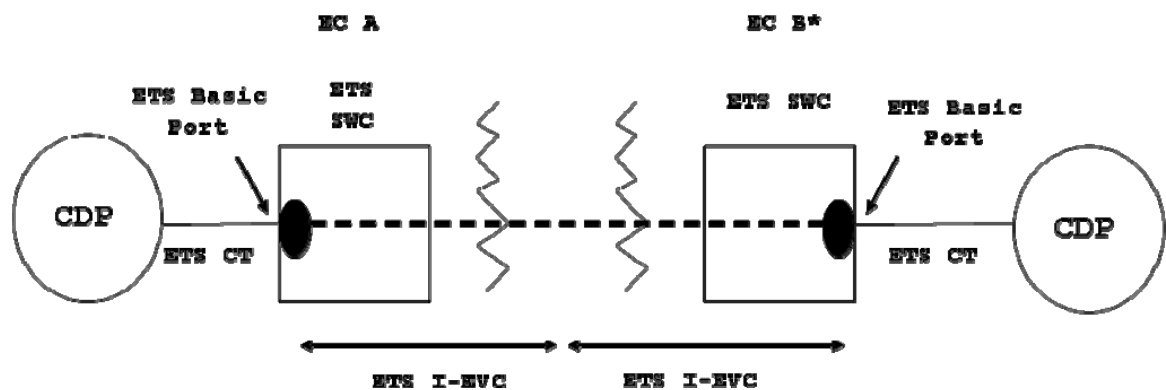 EC A
EC B*
ETS
SWC
ETS SWC
ETS Basic
Port
ETS Basic
Port
CDP
CDP
ETS CT
ETS CT
ETS I-EVC
ETS I-EVC